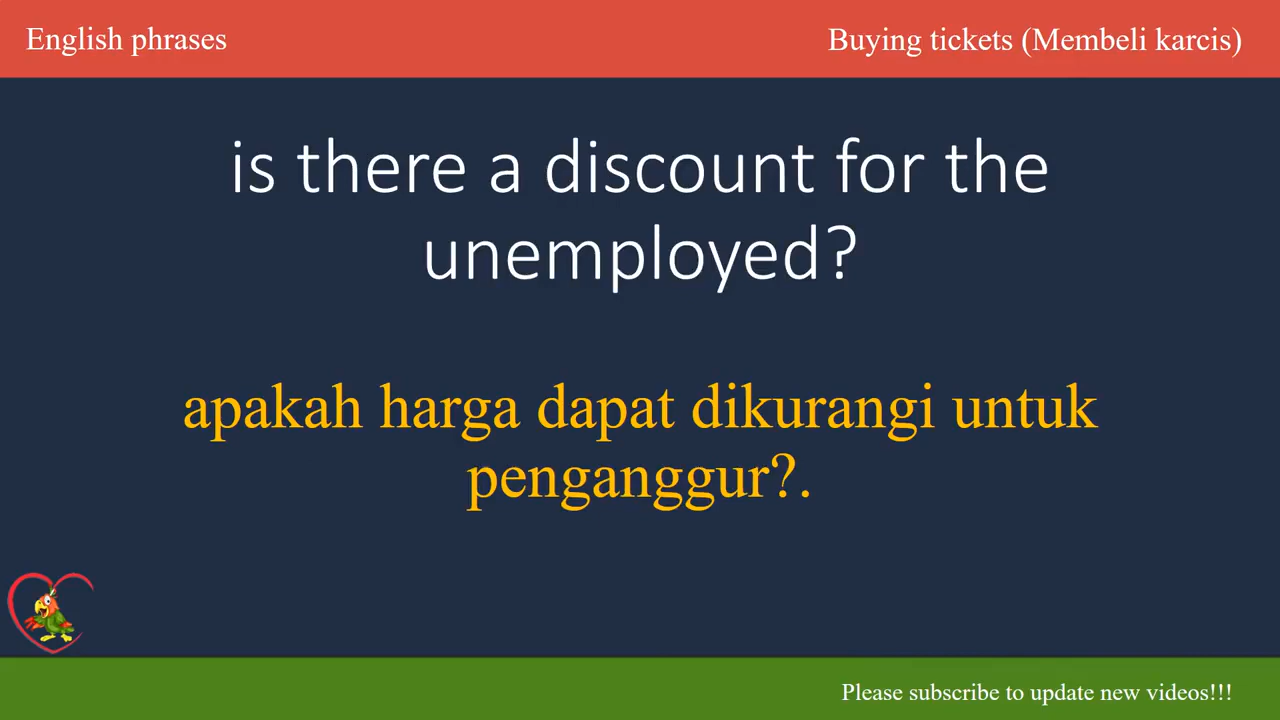 English phrases
Buying tickets (Membeli karcis)
is there a discount for the
unemployed?
apakah harga dapat dikurangi untuk
penganggur?.
Please subscribe to update new videos!!!